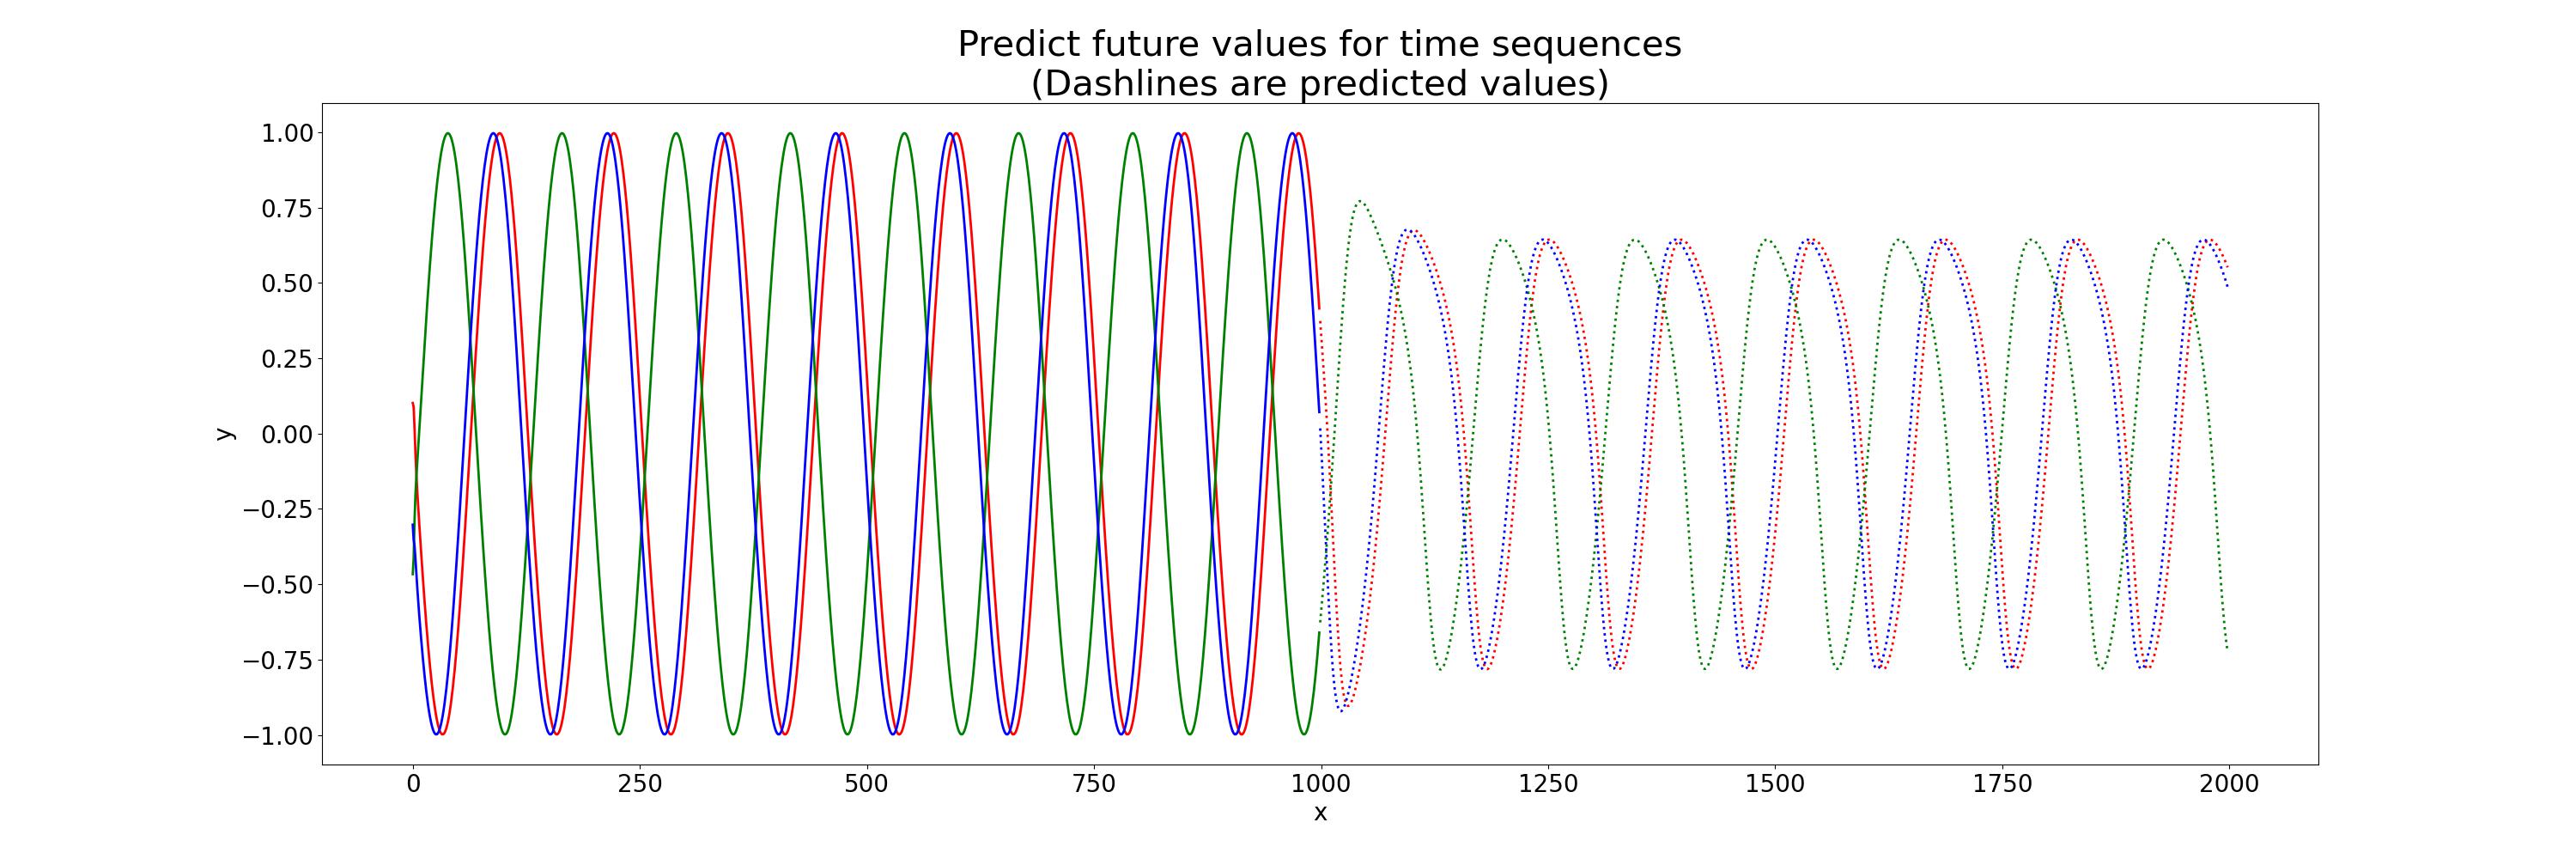 Predict future values for time sequences
(Dashlines are predicted values)
1.00
0.75
0.50
0.25
0.00
−0.25
−0.50
−0.75
−1.00
y
0 250 500 750 1000 1250 1500 1750 2000
x